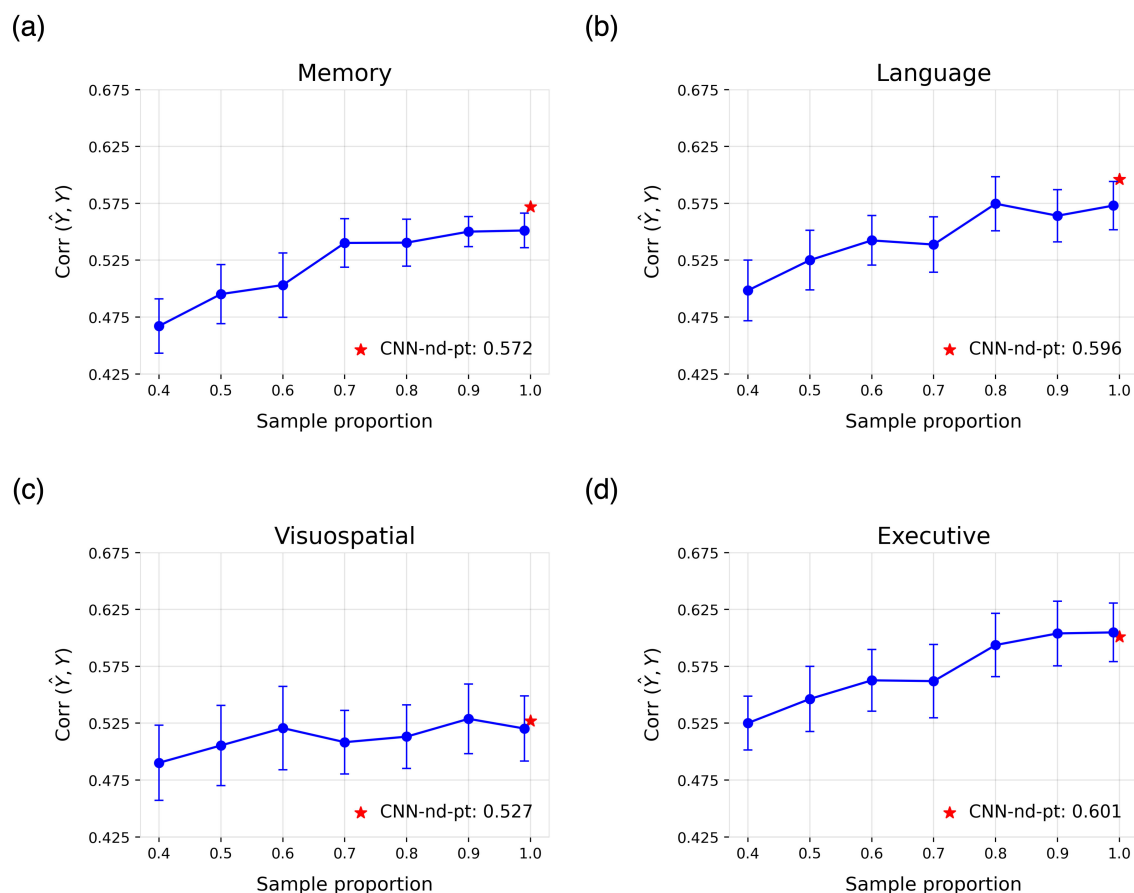 (a)
Memory
0.675
0.625
0.575
0.525
0.475
0.425
Corr (Ŷ, Y)
★ CNN-nd-pt: 0.572
0.4 0.5 0.6 0.7 0.8 0.9 1.0
Sample proportion
(b)
Language
0.675
0.625
0.575
0.525
0.475
0.425
Corr (Ŷ, Y)
★ CNN-nd-pt: 0.596
0.4 0.5 0.6 0.7 0.8 0.9 1.0
Sample proportion
(c)
Visuospatial
0.675
0.625
0.575
0.525
0.475
0.425
Corr (Ŷ, Y)
★ CNN-nd-pt: 0.527
0.4 0.5 0.6 0.7 0.8 0.9 1.0
Sample proportion
(d)
Executive
0.675
0.625
0.575
0.525
0.475
0.425
Corr (Ŷ, Y)
★ CNN-nd-pt: 0.601
0.4 0.5 0.6 0.7 0.8 0.9 1.0
Sample proportion